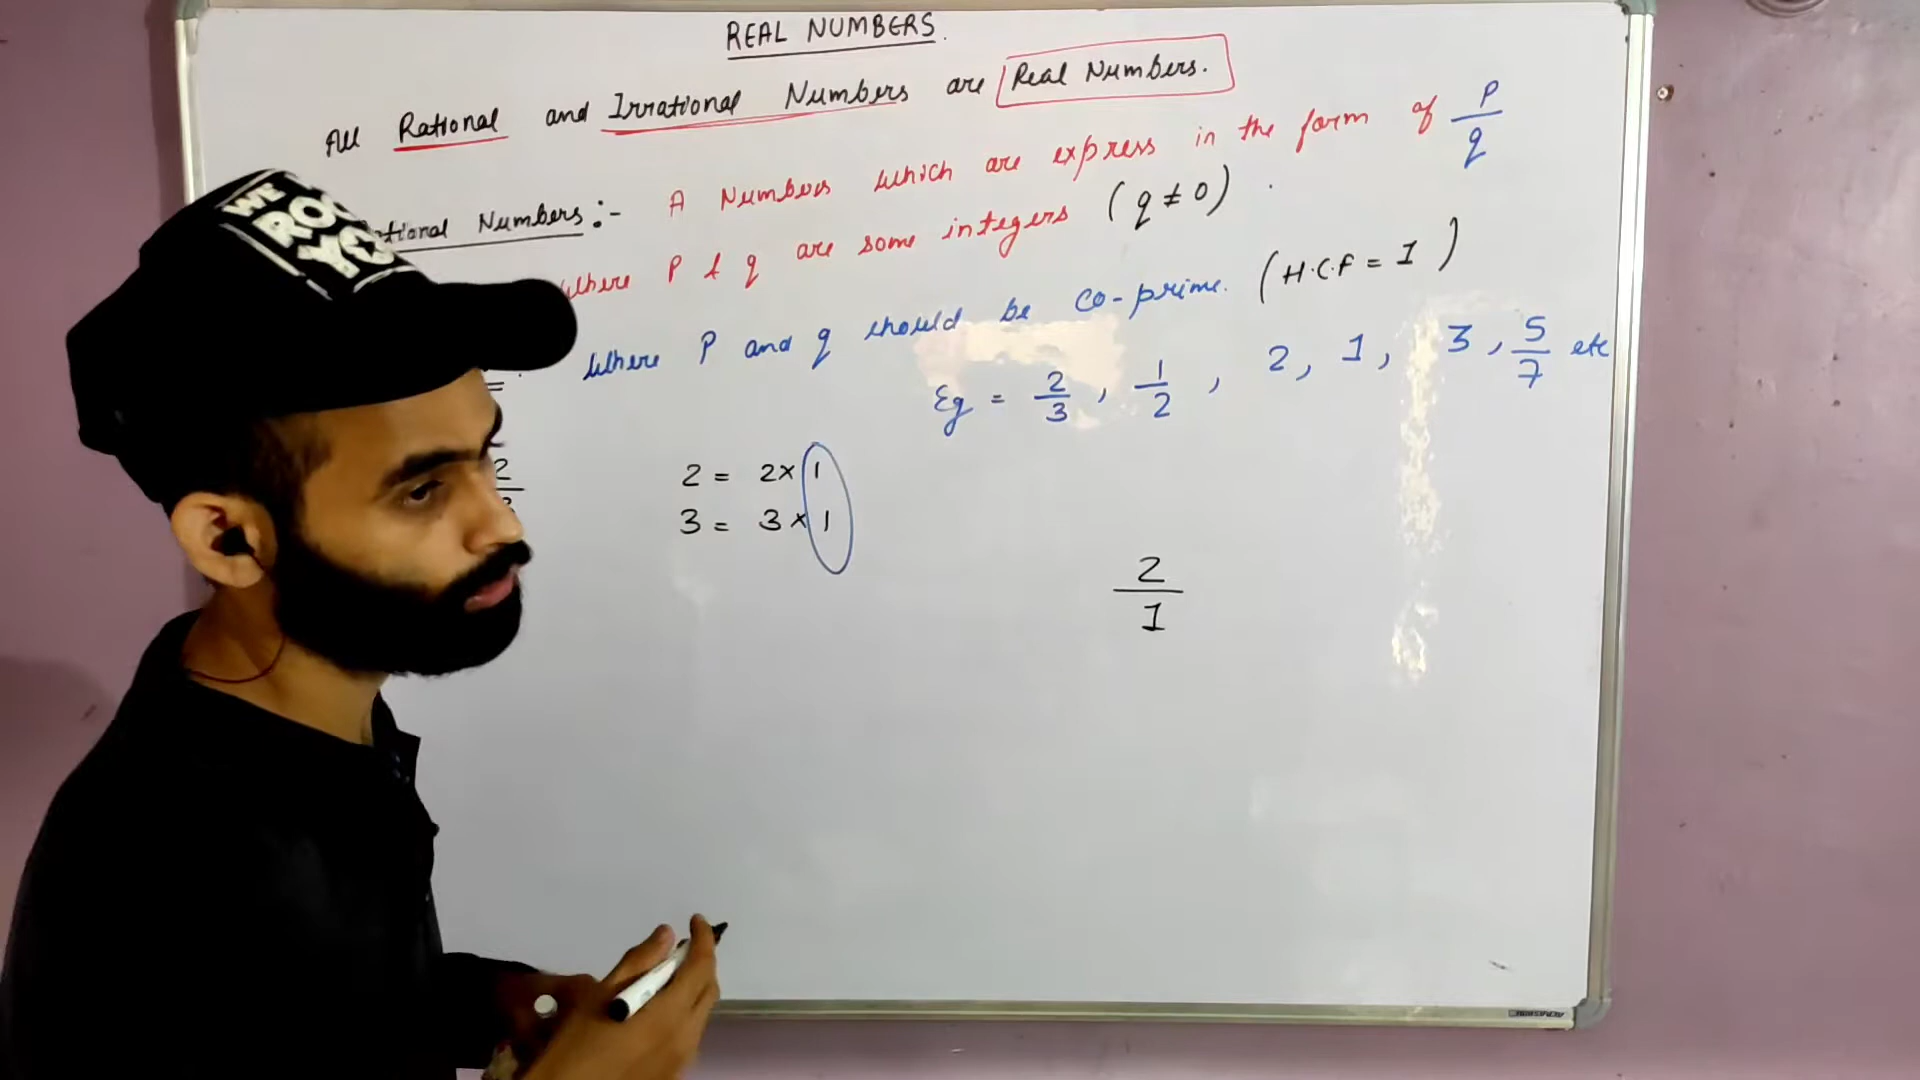 REAL NUMBERS.
All Rational and Irrational Numbers are Real Numbers.
Numbers :- A Numbers which are express in the form of P/q
Where P & q are some integers (q ≠ 0).
Where P and q should be co-prime. (H.C.F = 1)
Eg = 2/3, 1/2, 2, 1, 3, 5/7 etc
2 = 2 × 1
3 = 3 × 1
2/1
WE
ROC